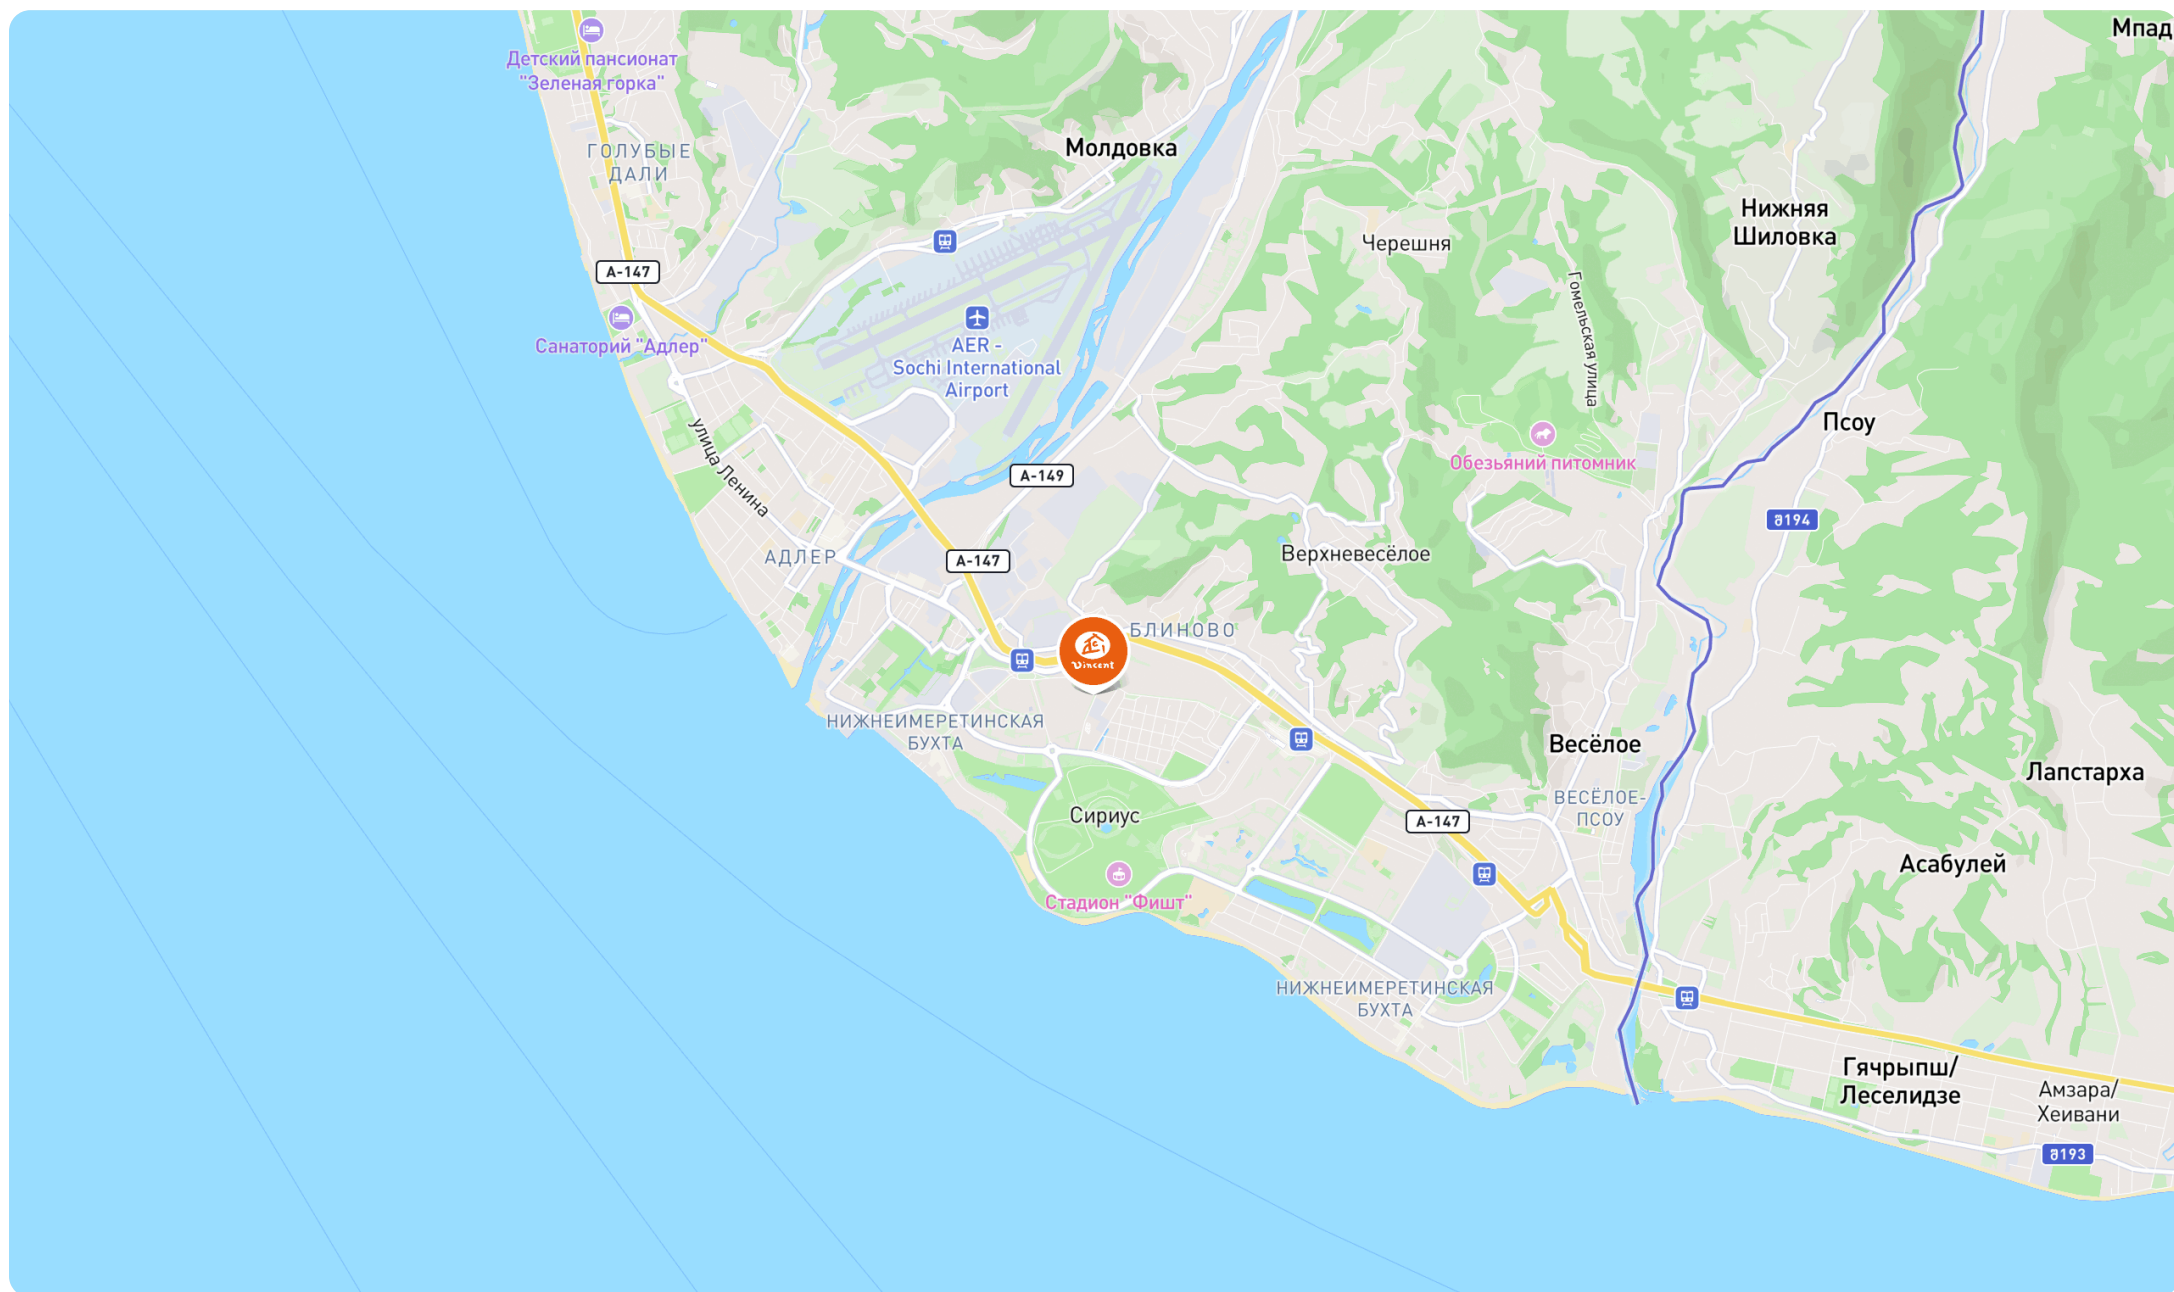 Мпад
Детский пансионат
"Зеленая горка"
ГОЛУБЫЕ
ДАЛИ
Молдовка
Нижняя
Шиловка
Черешня
А-147
Гомельская улица
Санаторий "Адлер"
AER -
Sochi International
Airport
Псоу
улица Ленина
Обезьяний питомник
А-149
შ194
АДЛЕР
А-147
Верхневесёлое
БЛИНОВО
Vincent
НИЖНЕИМЕРЕТИНСКАЯ
БУХТА
Весёлое
Лапстарха
ВЕСЁЛОЕ-
ПСОУ
Сириус
А-147
Асабулей
Стадион "Фишт"
НИЖНЕИМЕРЕТИНСКАЯ
БУХТА
Гячрыпш/
Леселидзе
Амзара/
Хеивани
შ193